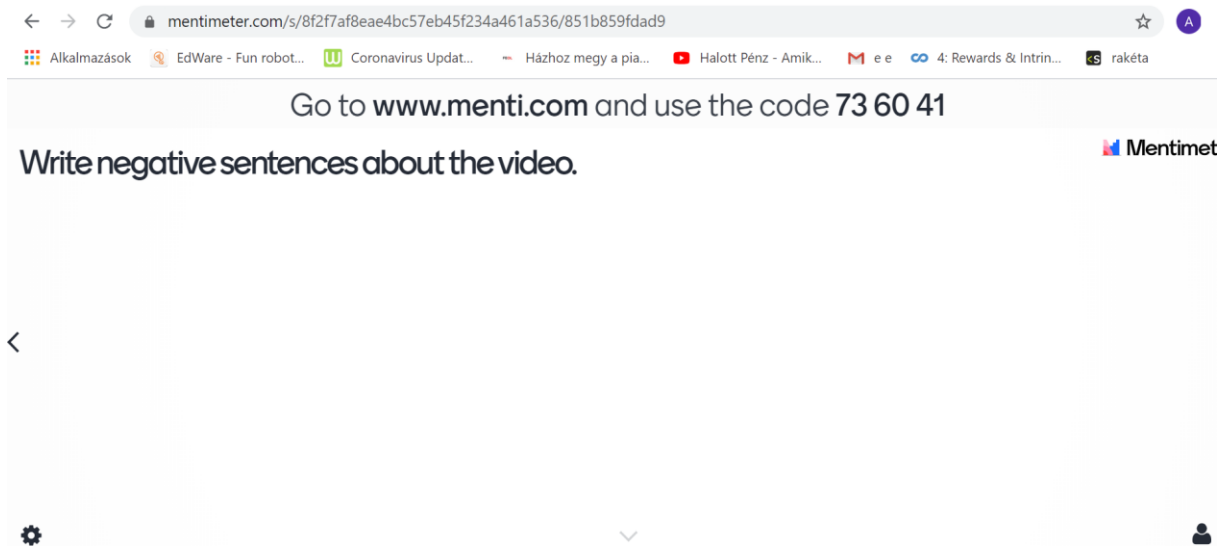 mentimeter.com/s/8f2f7af8eae4bc57eb45f234a461a536/851b859fdad9 A
Alkalmazások EdWare - Fun robot... Coronavirus Updat... Házhoz megy a pia... Halott Pénz - Amik... e e 4: Rewards & Intrin... rakéta
Go to www.menti.com and use the code 73 60 41
Mentimet
Write negative sentences about the video.